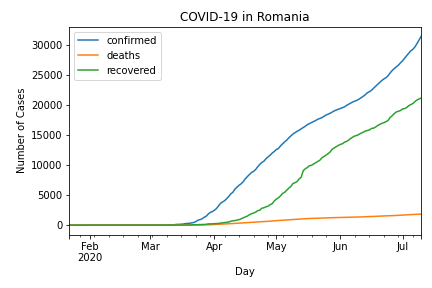 COVID-19 in Romania
confirmed
deaths
recovered
Number of Cases
30000
25000
20000
15000
10000
5000
0
Feb Mar Apr May Jun Jul
2020
Day